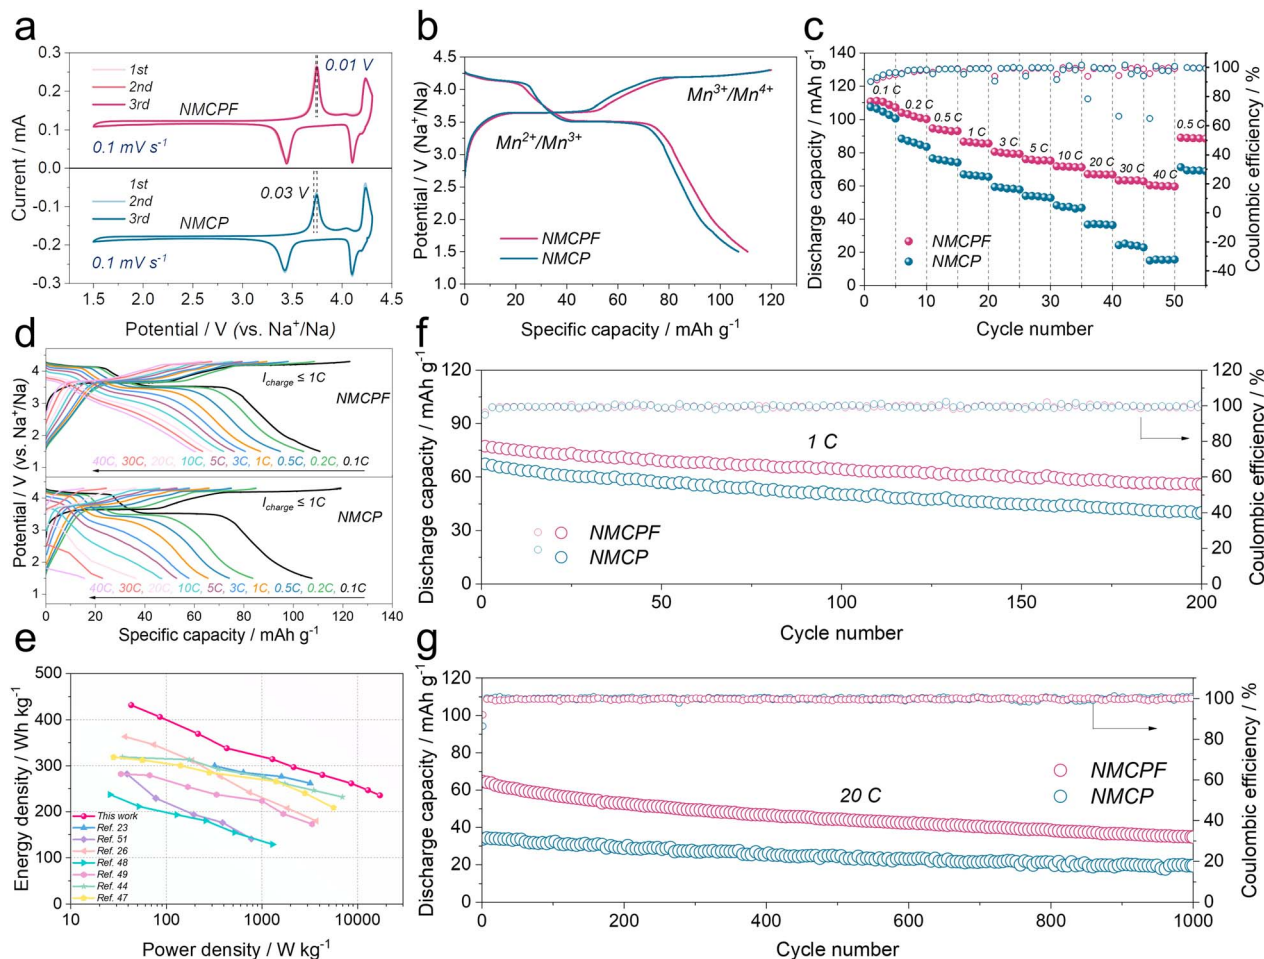 a
0.3
0.2
0.1
0.0
-0.1
-0.2
-0.3
Current / mA
1st
2nd
3rd
NMCPF
0.01 V
0.1 mV s⁻¹
1st
2nd
3rd
0.03 V
NMCP
0.1 mV s⁻¹
1.5 2.0 2.5 3.0 3.5 4.0 4.5
Potential / V (vs. Na⁺/Na)
b
4.5
4.0
3.5
3.0
2.5
2.0
1.5
1.0
Potential / V (Na⁺/Na)
Mn³⁺/Mn⁴⁺
Mn²⁺/Mn³⁺
NMCPF
NMCP
0 20 40 60 80 100 120
Specific capacity / mAh g⁻¹
c
140
120
100
80
60
40
20
0
Discharge capacity / mAh g⁻¹
0.1 C
0.2 C
0.5 C
1 C
3 C
5 C
10 C
20 C
30 C
40 C
0.5 C
NMCPF
NMCP
100
80
60
40
20
0
-20
-40
Coulombic efficiency / %
0 10 20 30 40 50
Cycle number
d
4
3
2
1
4
3
2
1
Potential / V (vs. Na⁺/Na)
Potential / V (vs. Na⁺/Na)
I charge ≤ 1C
NMCPF
40C, 30C, 20C, 10C, 5C, 3C, 1C, 0.5C, 0.2C, 0.1C
I charge ≤ 1C
NMCP
40C, 30C, 20C, 10C, 5C, 3C, 1C, 0.5C, 0.2C, 0.1C
0 20 40 60 80 100 120 140
Specific capacity / mAh g⁻¹
e
500
400
300
200
100
0
Energy density / Wh kg⁻¹
This work
Ref. 23
Ref. 51
Ref. 26
Ref. 48
Ref. 49
Ref. 44
Ref. 47
10 100 1000 10000
Power density / W kg⁻¹
f
120
90
60
30
0
Discharge capacity / mAh g⁻¹
1 C
NMCPF
NMCP
120
100
80
60
40
20
0
Coulombic efficiency / %
0 50 100 150 200
Cycle number
g
120
100
80
60
40
20
0
Discharge capacity / mAh g⁻¹
20 C
NMCPF
NMCP
100
80
60
40
20
0
Coulombic efficiency / %
0 200 400 600 800 1000
Cycle number